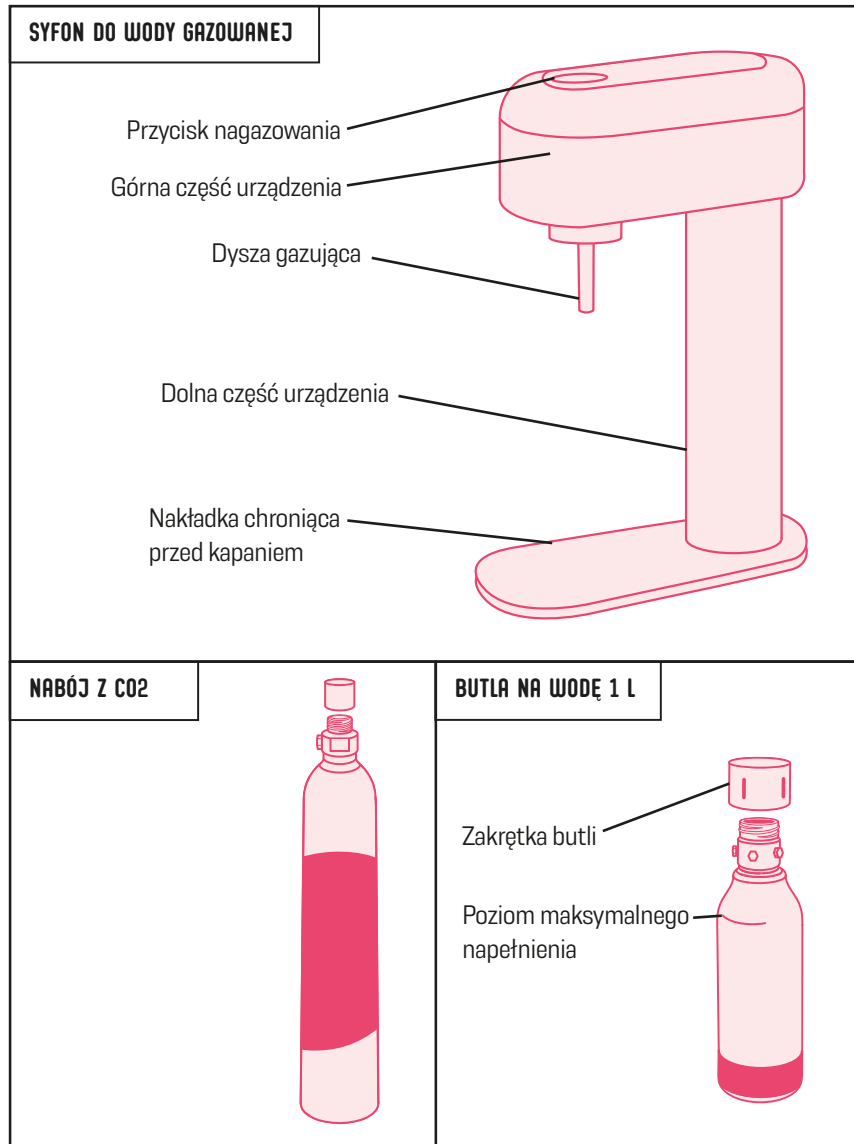 SYFON DO WODY GAZOWANEJ
Przycisk nagazowania
Górna część urządzenia
Dysza gazująca
Dolna część urządzenia
Nakładka chroniąca
przed kapaniem
NABÓJ Z CO2
BUTLA NA WODĘ 1 L
Zakrętka butli
Poziom maksymalnego
napełnienia